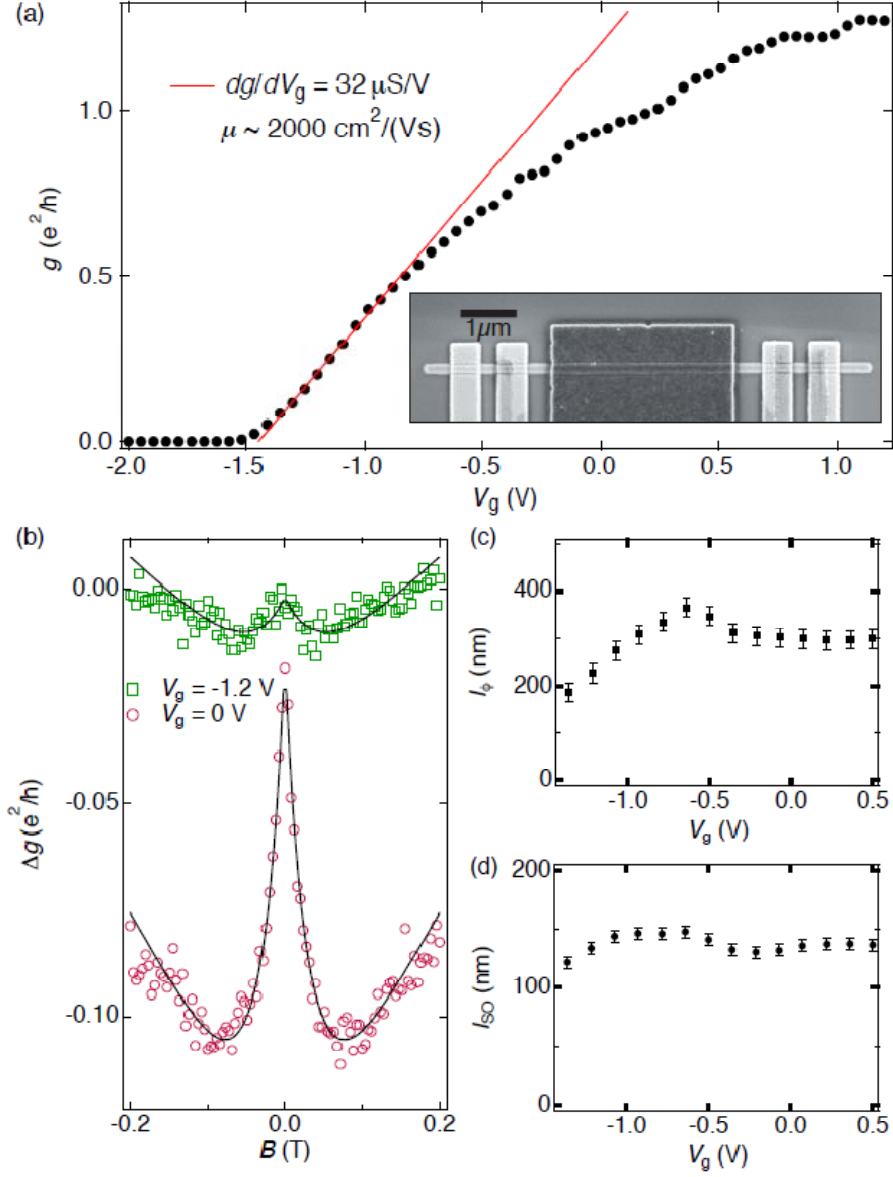 (a)
dg/dVg = 32 μS/V
μ ~ 2000 cm²/(Vs)
1.0
0.5
0.0
g (e²/h)
1μm
-2.0 -1.5 -1.0 -0.5 0.0 0.5 1.0
Vg (V)
(b)
0.00
-0.05
-0.10
Δg (e²/h)
Vg = -1.2 V
Vg = 0 V
-0.2 0.0 0.2
B (T)
(c)
400
200
0
lϕ (nm)
-1.0 -0.5 0.0 0.5
Vg (V)
(d)
200
100
0
lSO (nm)
-1.0 -0.5 0.0 0.5
Vg (V)